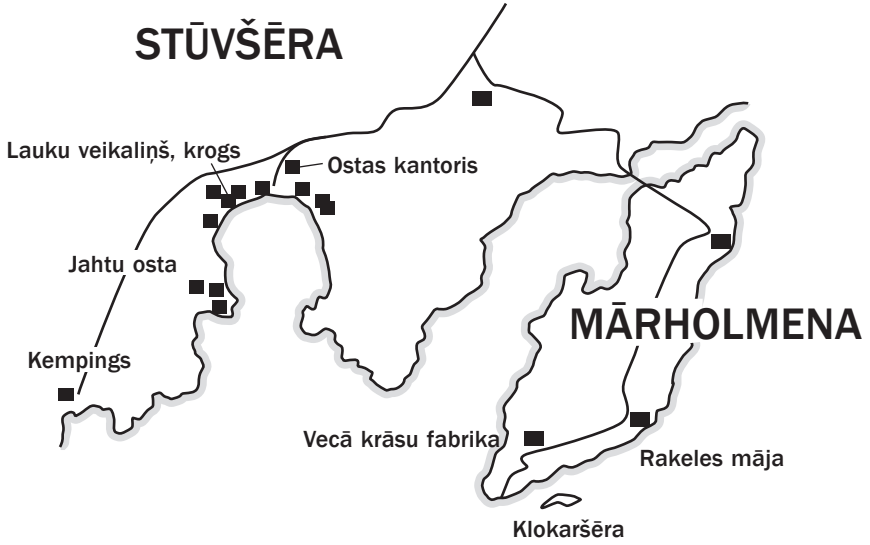 STŪVŠĒRA
Lauku veikaliņš, krogs
Ostas kantoris
Jahtu osta
MĀRHOLMENA
Kempings
Vecā krāsu fabrika
Rakeles māja
Klokaršēra